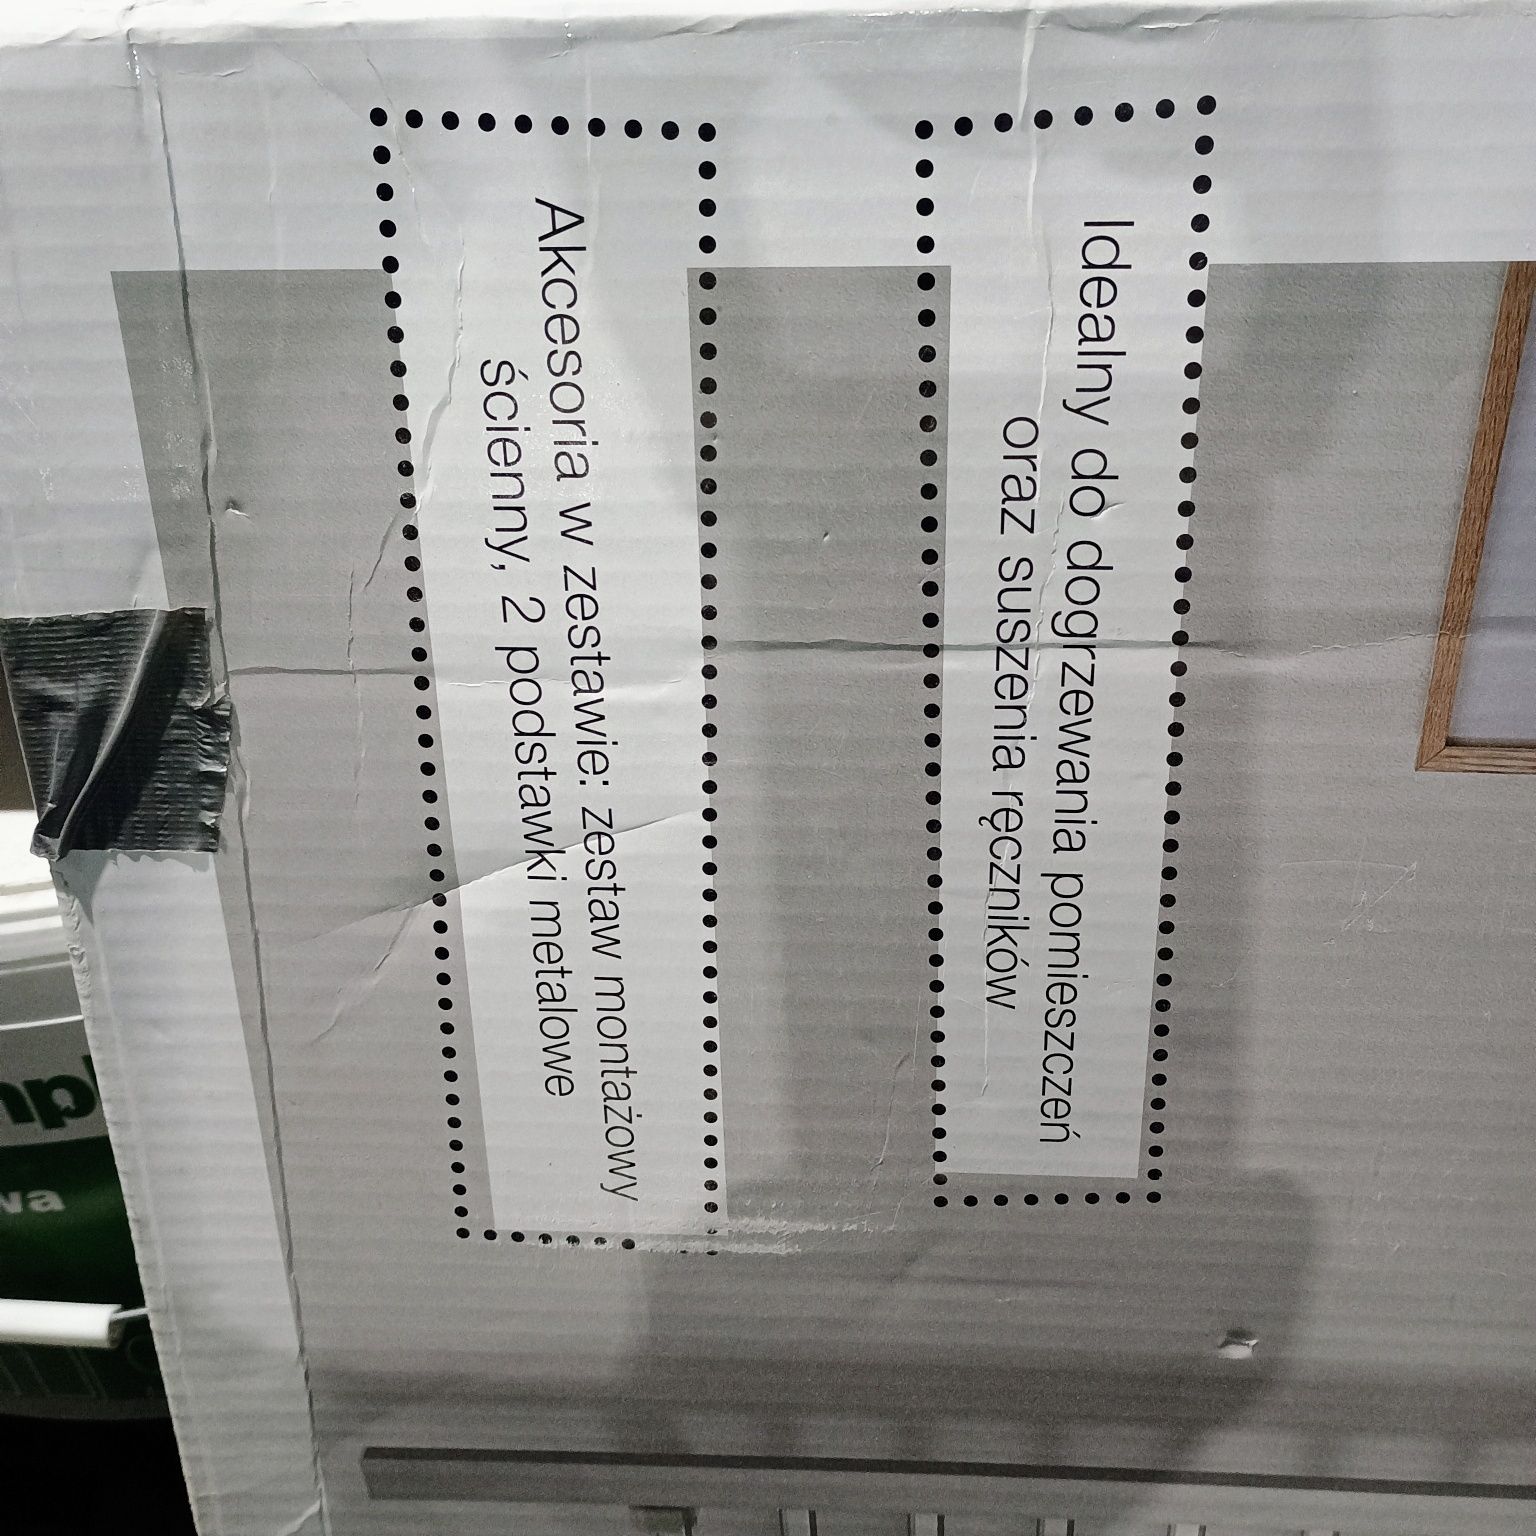 Idealny do dogrzewania pomieszczeń
oraz suszenia ręczników
Akcesoria w zestawie: zestaw montażowy
ścienny, 2 podstawki metalowe